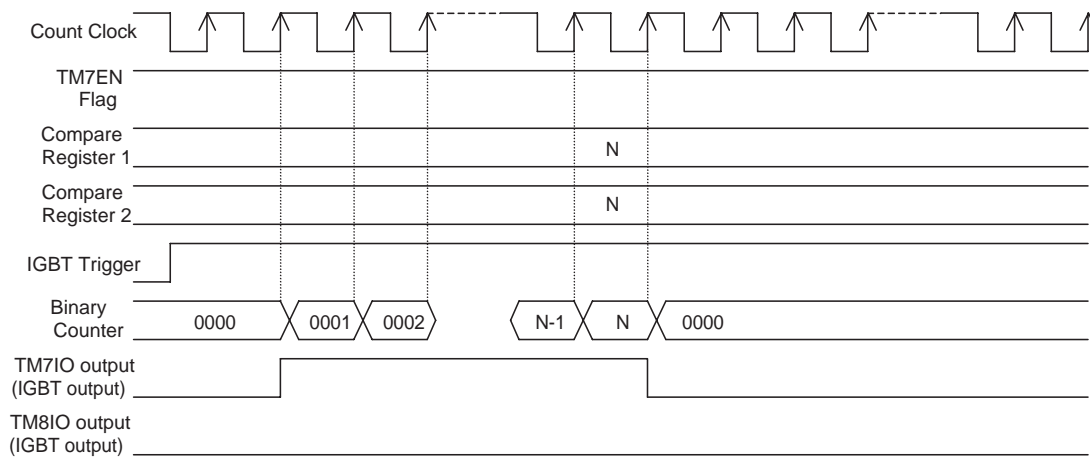 Count Clock
TM7EN
Flag
Compare
Register 1
N
Compare
Register 2
N
IGBT Trigger
Binary
Counter
0000 0001 0002 N-1 N 0000
TM7IO output
(IGBT output)
TM8IO output
(IGBT output)